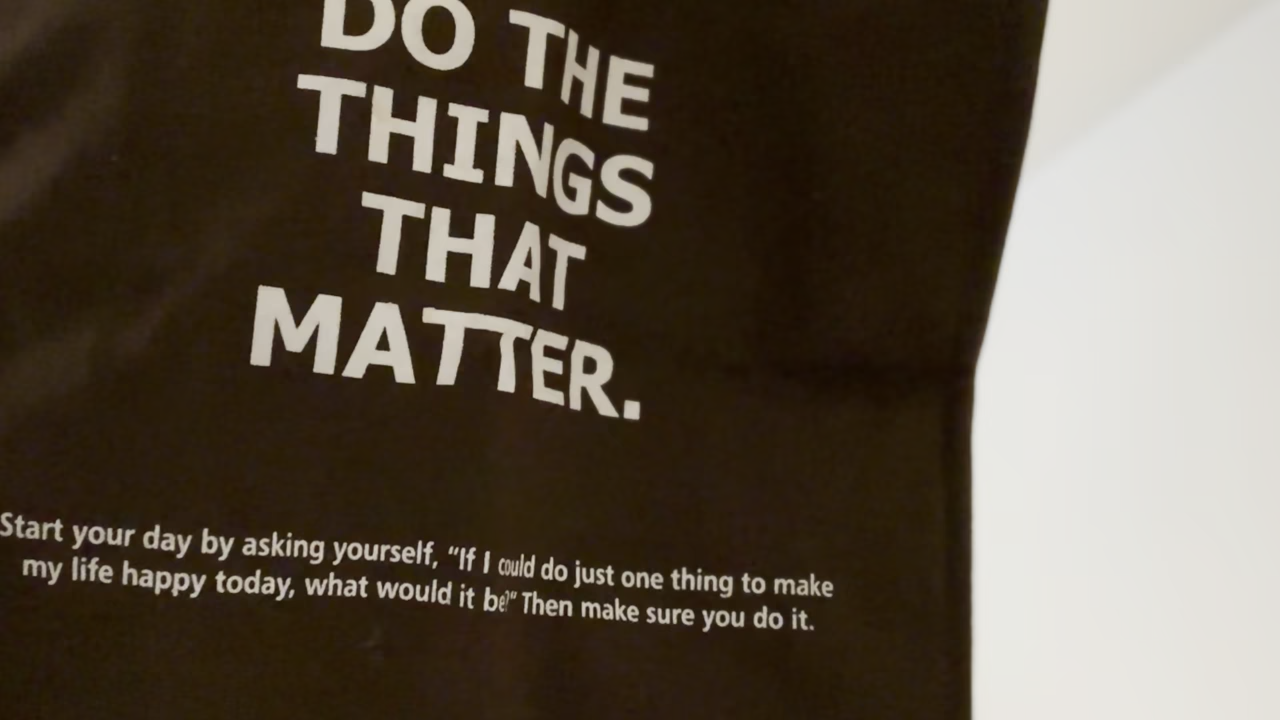 DO THE
THINGS
THAT
MATTER.
Start your day by asking yourself, “If I could do just one thing to make
my life happy today, what would it be?” Then make sure you do it.